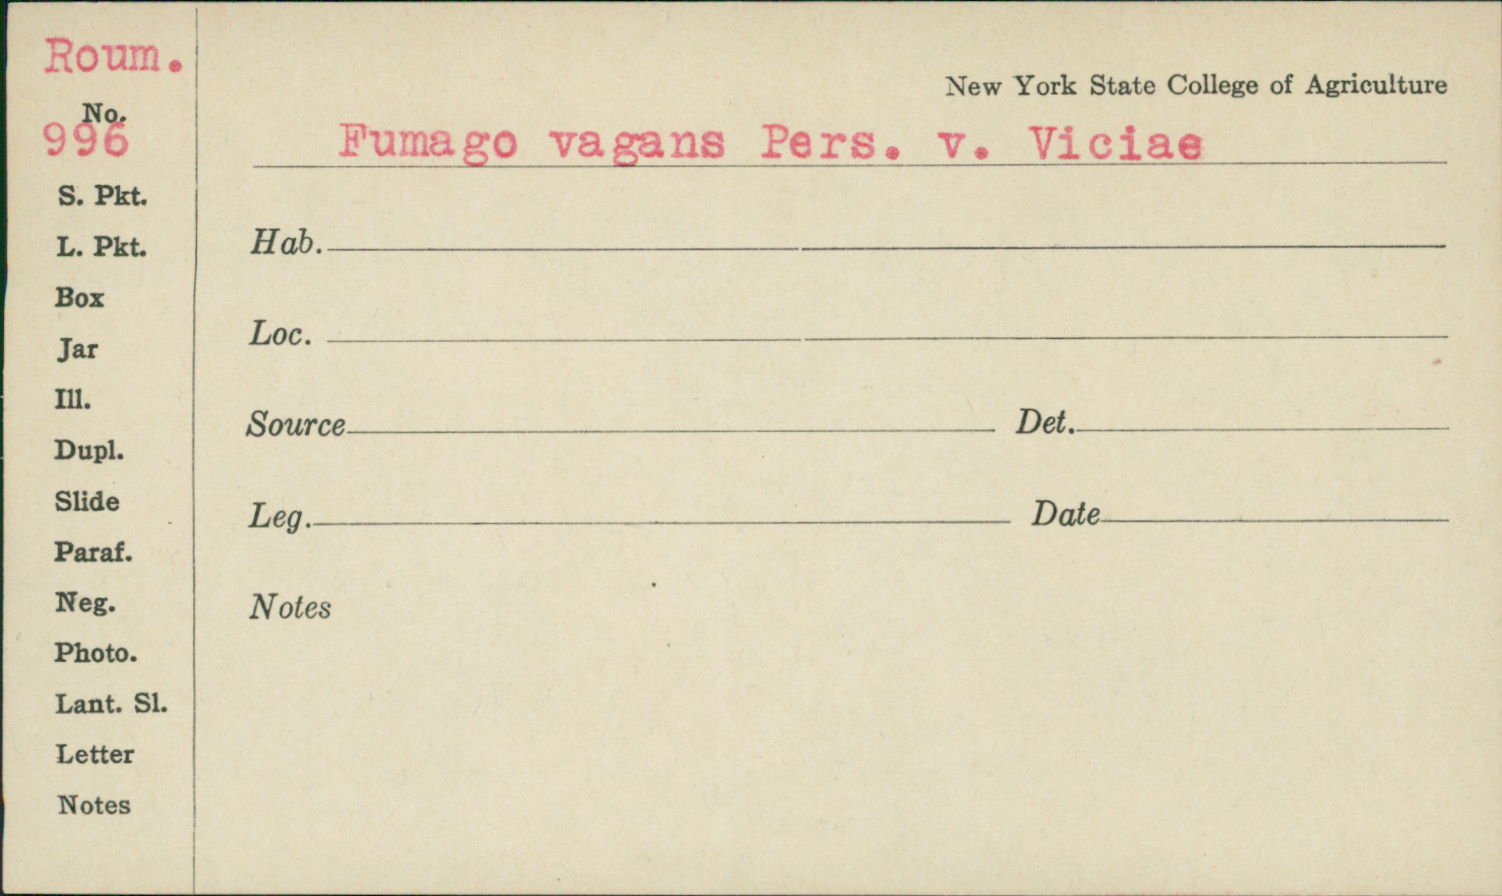 Roum.
No.
996
S. Pkt.
L. Pkt.
Box
Jar
Ill.
Dupl.
Slide
Paraf.
Neg.
Photo.
Lant. Sl.
Letter
Notes
New York State College of Agriculture
Fumago vagans Pers. v. Viciae
Hab.
Loc.
Source Det.
Leg. Date
Notes